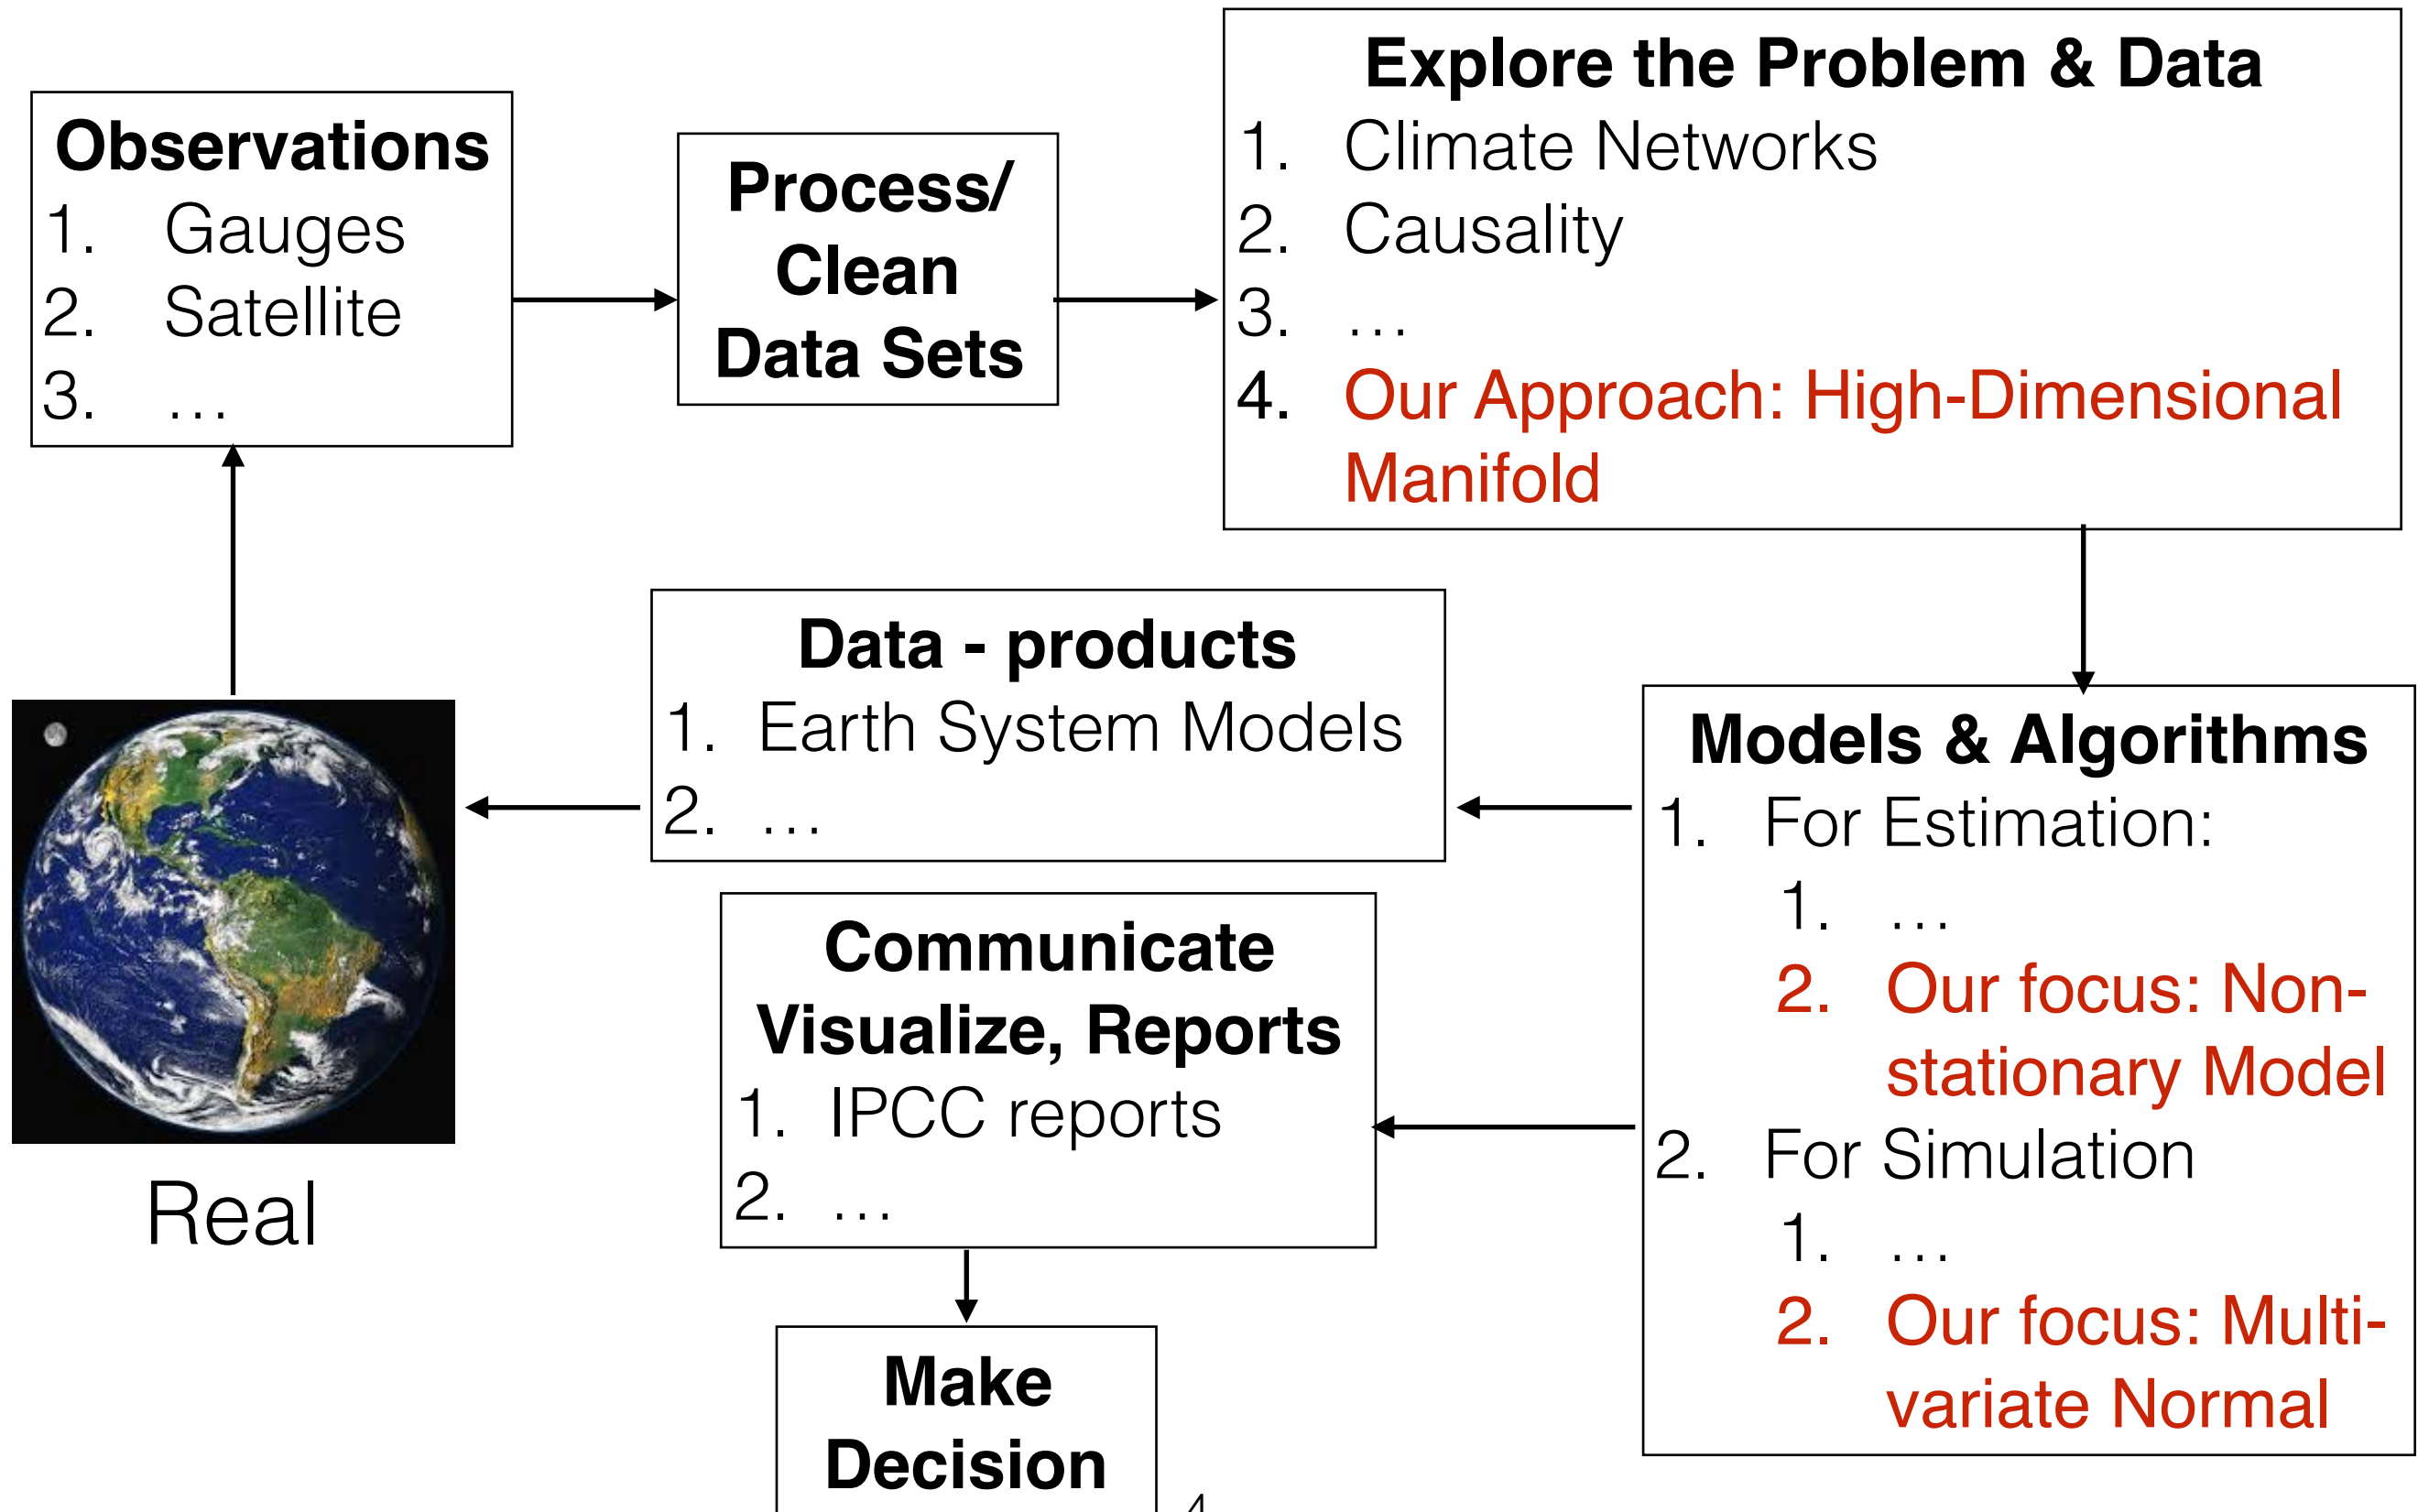 Observations
1. Gauges
2. Satellite
3. …
Process/
Clean
Data Sets
Explore the Problem & Data
1. Climate Networks
2. Causality
3. …
4. Our Approach: High-Dimensional
Manifold
Data - products
1. Earth System Models
2. …
Models & Algorithms
1. For Estimation:
1. …
2. Our focus: Non-
stationary Model
2. For Simulation
1. …
2. Our focus: Multi-
variate Normal
Communicate
Visualize, Reports
1. IPCC reports
2. …
Real
Make
Decision